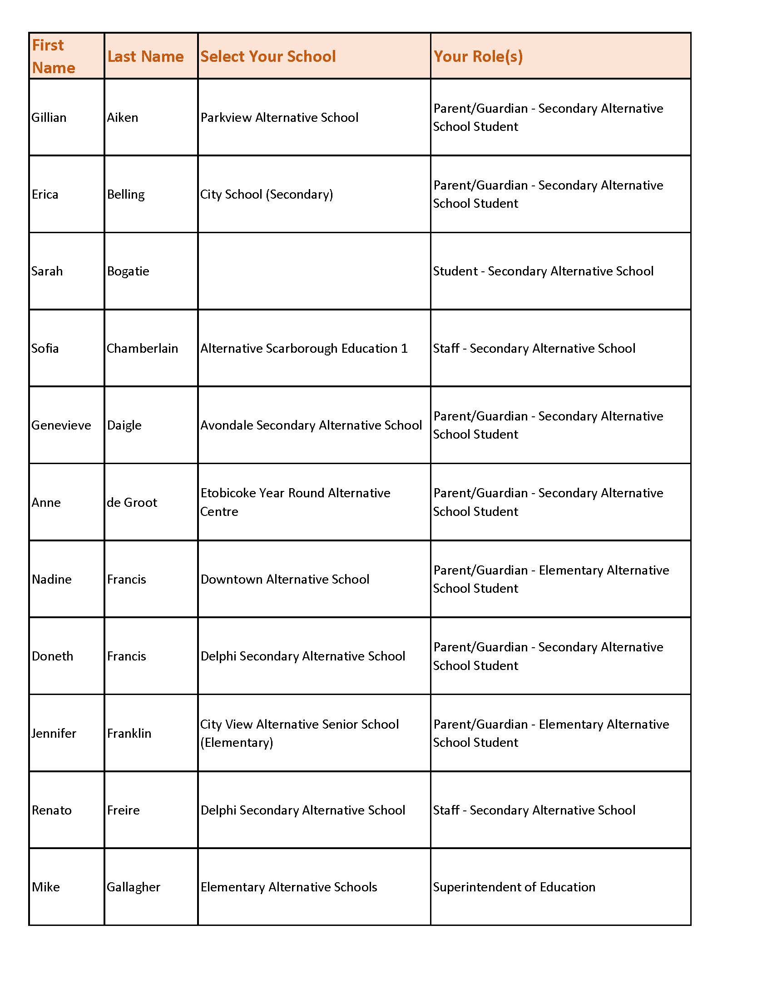 First
Name
Last Name
Select Your School
Your Role(s)
Gillian
Aiken
Parkview Alternative School
Parent/Guardian - Secondary Alternative
School Student
Erica
Belling
City School (Secondary)
Parent/Guardian - Secondary Alternative
School Student
Sarah
Bogatie
Student - Secondary Alternative School
Sofia
Chamberlain
Alternative Scarborough Education 1
Staff - Secondary Alternative School
Genevieve
Daigle
Avondale Secondary Alternative School
Parent/Guardian - Secondary Alternative
School Student
Anne
de Groot
Etobicoke Year Round Alternative
Centre
Parent/Guardian - Secondary Alternative
School Student
Nadine
Francis
Downtown Alternative School
Parent/Guardian - Elementary Alternative
School Student
Doneth
Francis
Delphi Secondary Alternative School
Parent/Guardian - Secondary Alternative
School Student
Jennifer
Franklin
City View Alternative Senior School
(Elementary)
Parent/Guardian - Elementary Alternative
School Student
Renato
Freire
Delphi Secondary Alternative School
Staff - Secondary Alternative School
Mike
Gallagher
Elementary Alternative Schools
Superintendent of Education